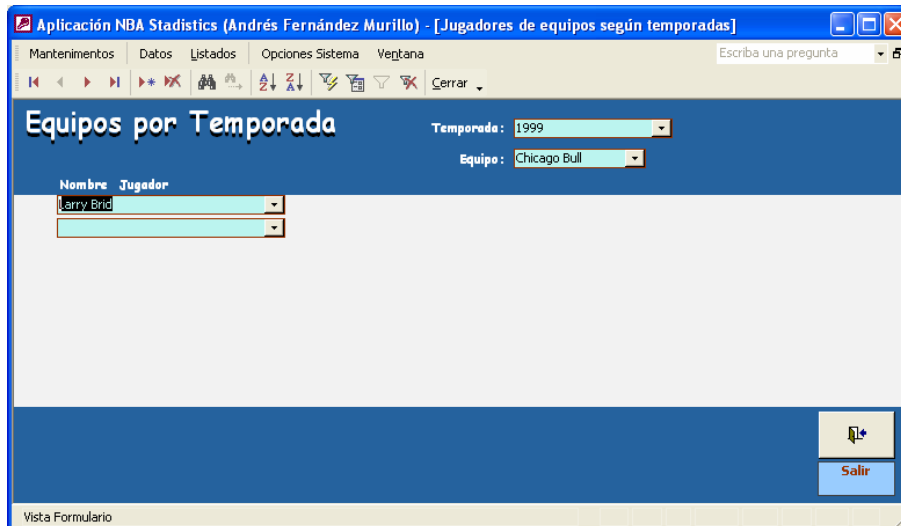 Aplicación NBA Stadistics (Andrés Fernández Murillo) - [Jugadores de equipos según temporadas]
Mantenimentos Datos Listados Opciones Sistema Ventana Escriba una pregunta
Cerrar
Equipos por Temporada
Temporada: 1999
Equipo: Chicago Bull
Nombre Jugador
Larry Brid
Salir
Vista Formulario